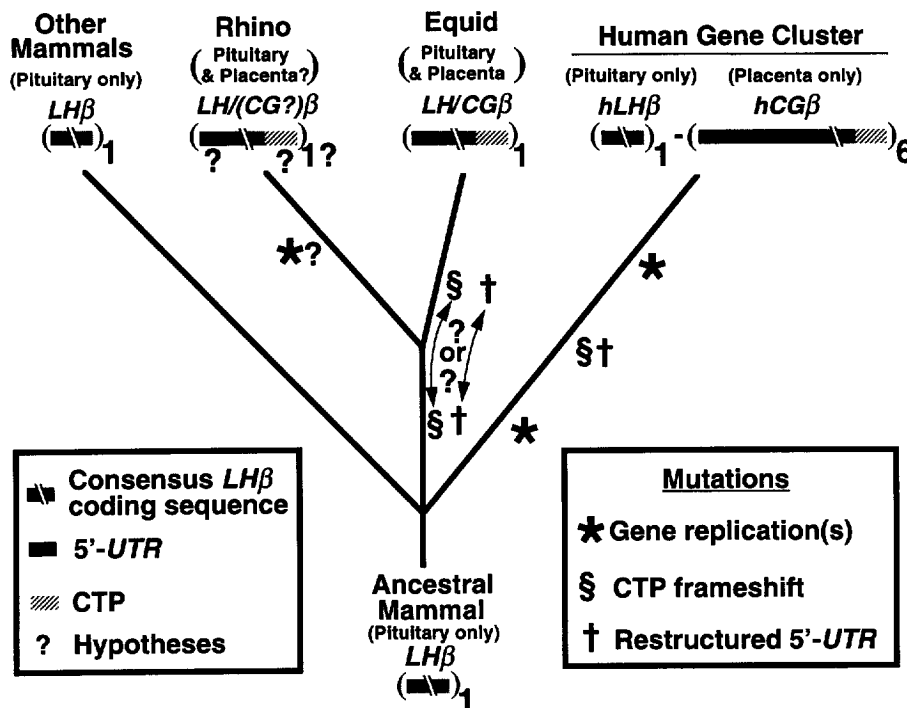 Other
Mammals
(Pituitary only)
LHβ
( )1
Rhino
(Pituitary
& Placenta?)
LH/(CG?)β
( )1?
? ?
Equid
(Pituitary
& Placenta)
LH/CGβ
( )1
Human Gene Cluster
(Pituitary only) (Placenta only)
hLHβ hCGβ
( )1-( )6
*?
§ †
?
or
?
§†
*
§†
*
Consensus LHβ
coding sequence
5'-UTR
CTP
? Hypotheses
Ancestral
Mammal
(Pituitary only)
LHβ
( )1
Mutations
* Gene replication(s)
§ CTP frameshift
† Restructured 5'-UTR